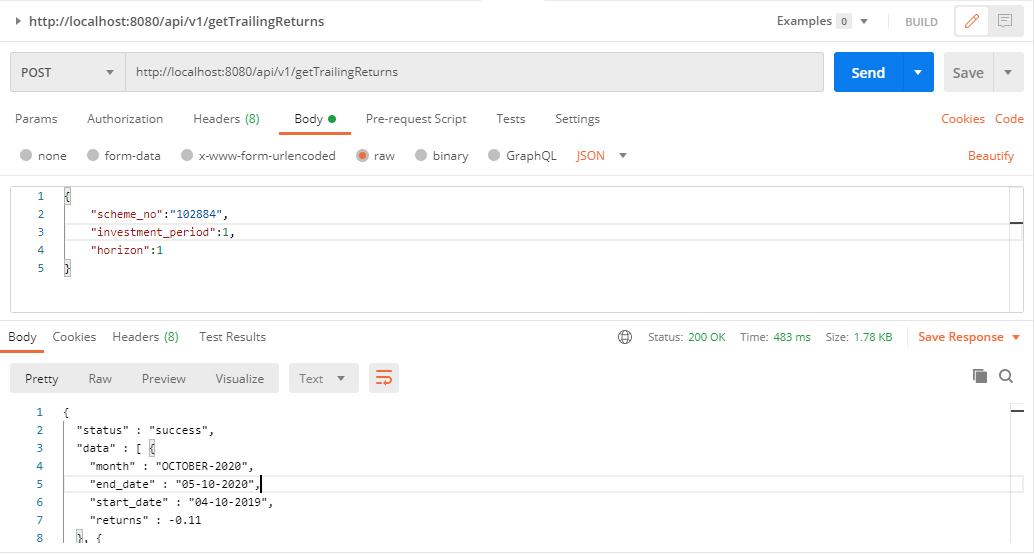 http://localhost:8080/api/v1/getTrailingReturns Examples 0 BUILD
POST http://localhost:8080/api/v1/getTrailingReturns Send Save
Params Authorization Headers (8) Body Pre-request Script Tests Settings Cookies Code
none form-data x-www-form-urlencoded raw binary GraphQL JSON Beautify
1 {
2 "scheme_no":"102884",
3 "investment_period":1,
4 "horizon":1
5 }
Body Cookies Headers (8) Test Results Status: 200 OK Time: 483 ms Size: 1.78 KB Save Response
Pretty Raw Preview Visualize Text
1 {
2 "status" : "success",
3 "data" : [ {
4 "month" : "OCTOBER-2020",
5 "end_date" : "05-10-2020",
6 "start_date" : "04-10-2019",
7 "returns" : -0.11
8 }, {